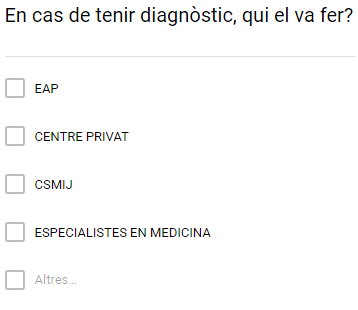 En cas de tenir diagnòstic, qui el va fer?
EAP
CENTRE PRIVAT
CSMIJ
ESPECIALISTES EN MEDICINA
Altres...